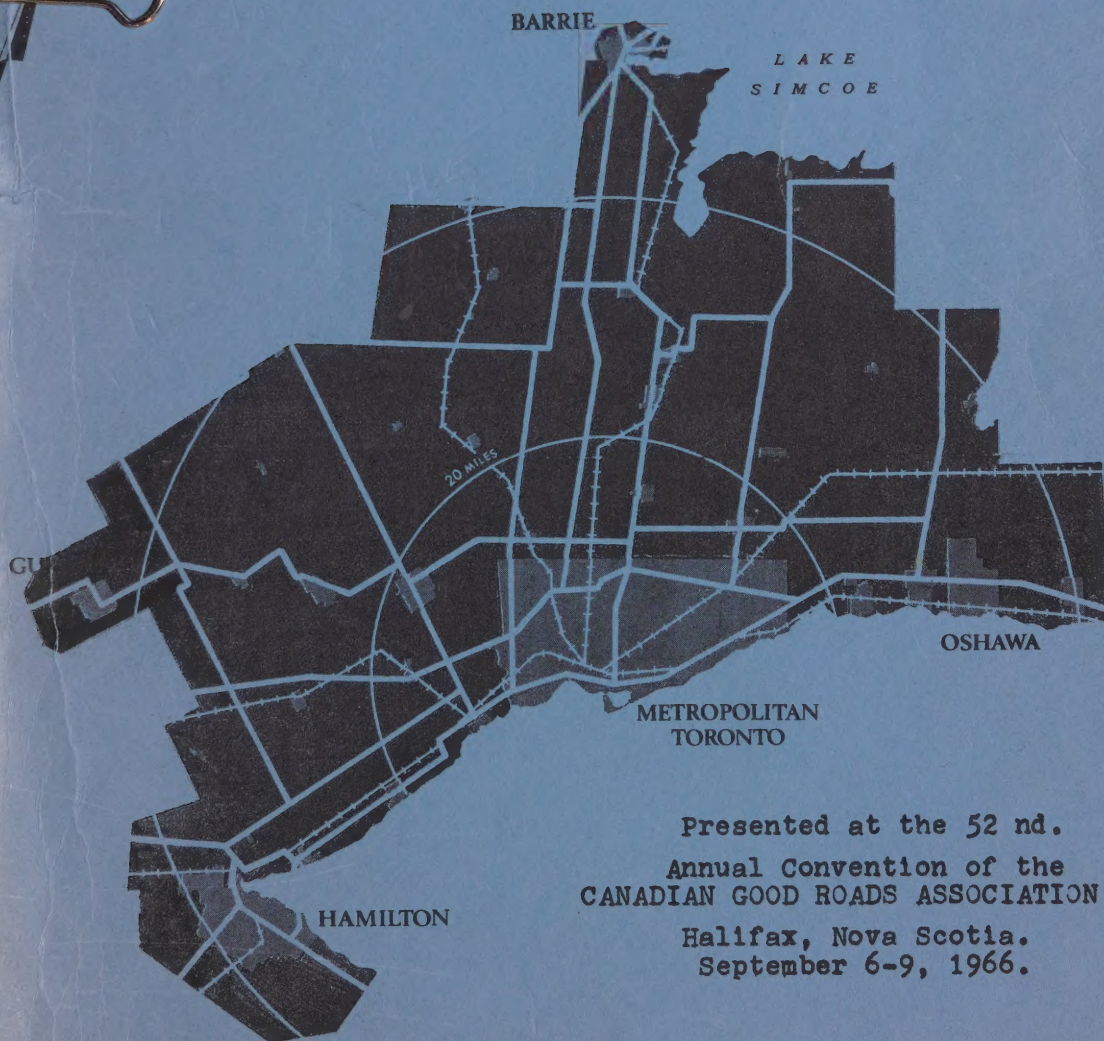 BARRIE
LAKE
SIMCOE
20 MILES
GU
OSHAWA
METROPOLITAN
TORONTO
HAMILTON
Presented at the 52 nd.
Annual Convention of the
CANADIAN GOOD ROADS ASSOCIATION
Halifax, Nova Scotia.
September 6-9, 1966.